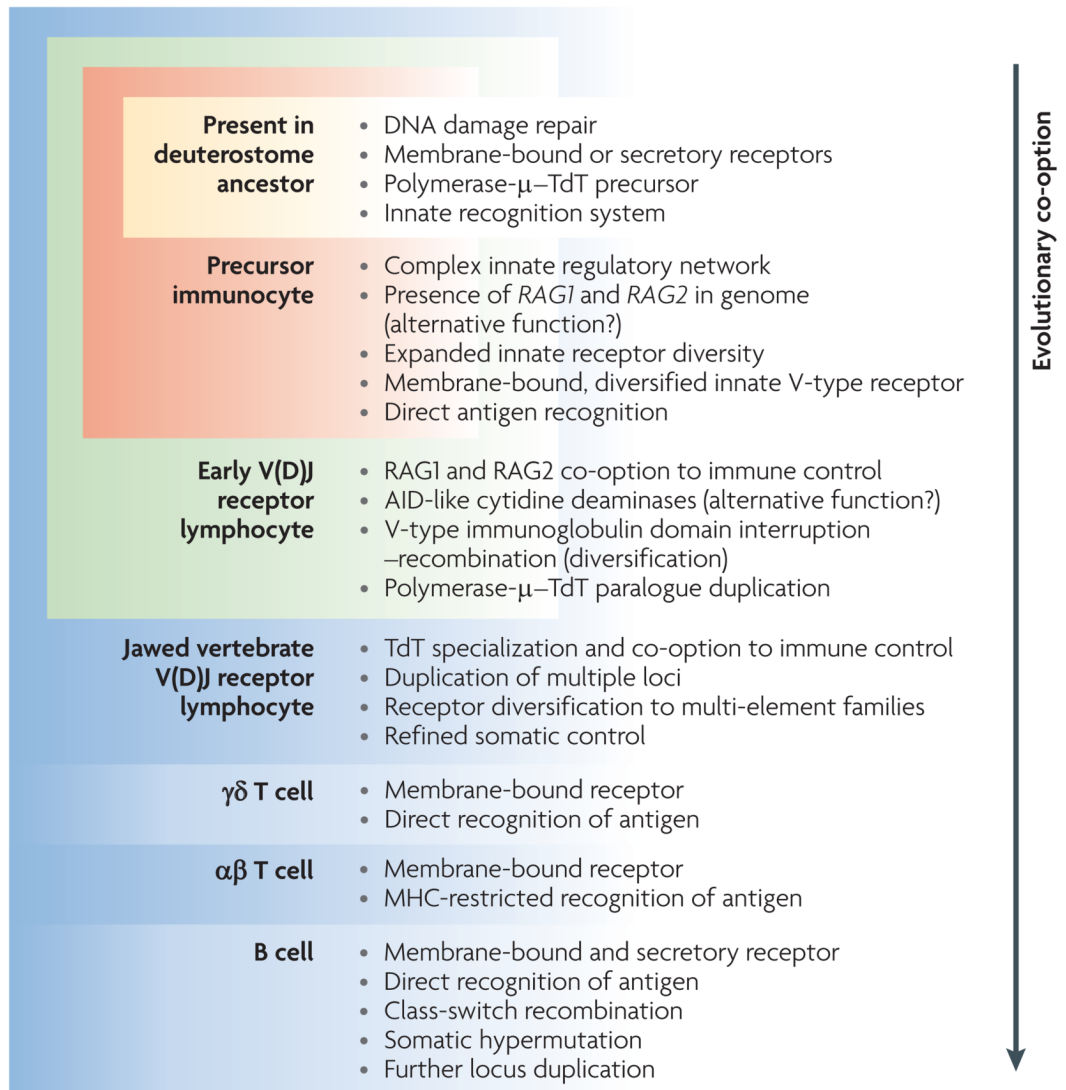 Present in
deuterostome
ancestor
• DNA damage repair
• Membrane-bound or secretory receptors
• Polymerase-μ–TdT precursor
• Innate recognition system
Precursor
immunocyte
• Complex innate regulatory network
• Presence of RAG1 and RAG2 in genome
(alternative function?)
• Expanded innate receptor diversity
• Membrane-bound, diversified innate V-type receptor
• Direct antigen recognition
Early V(D)J
receptor
lymphocyte
• RAG1 and RAG2 co-option to immune control
• AID-like cytidine deaminases (alternative function?)
• V-type immunoglobulin domain interruption
–recombination (diversification)
• Polymerase-μ–TdT paralogue duplication
Jawed vertebrate
V(D)J receptor
lymphocyte
• TdT specialization and co-option to immune control
• Duplication of multiple loci
• Receptor diversification to multi-element families
• Refined somatic control
γδ T cell
• Membrane-bound receptor
• Direct recognition of antigen
αβ T cell
• Membrane-bound receptor
• MHC-restricted recognition of antigen
B cell
• Membrane-bound and secretory receptor
• Direct recognition of antigen
• Class-switch recombination
• Somatic hypermutation
• Further locus duplication
Evolutionary co-option